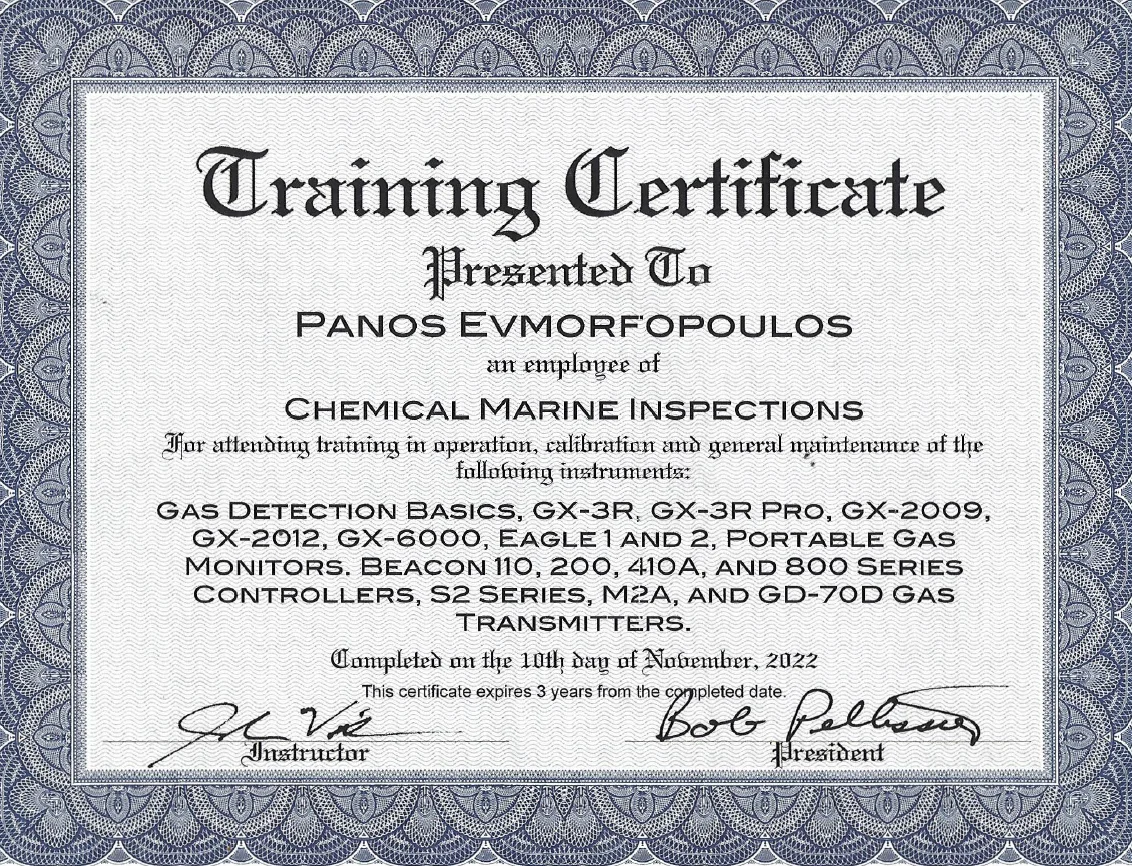 Training Certificate
Presented To
PANOS EVMORFOPOULOS
an employee of
CHEMICAL MARINE INSPECTIONS
For attending training in operation, calibration and general maintenance of the
following instruments:
GAS DETECTION BASICS, GX-3R, GX-3R PRO, GX-2009,
GX-2012, GX-6000, EAGLE 1 AND 2, PORTABLE GAS
MONITORS. BEACON 110, 200, 410A, AND 800 SERIES
CONTROLLERS, S2 SERIES, M2A, AND GD-70D GAS
TRANSMITTERS.
Completed on the 10th day of November, 2022
This certificate expires 3 years from the completed date.
Bob
Instructor
President